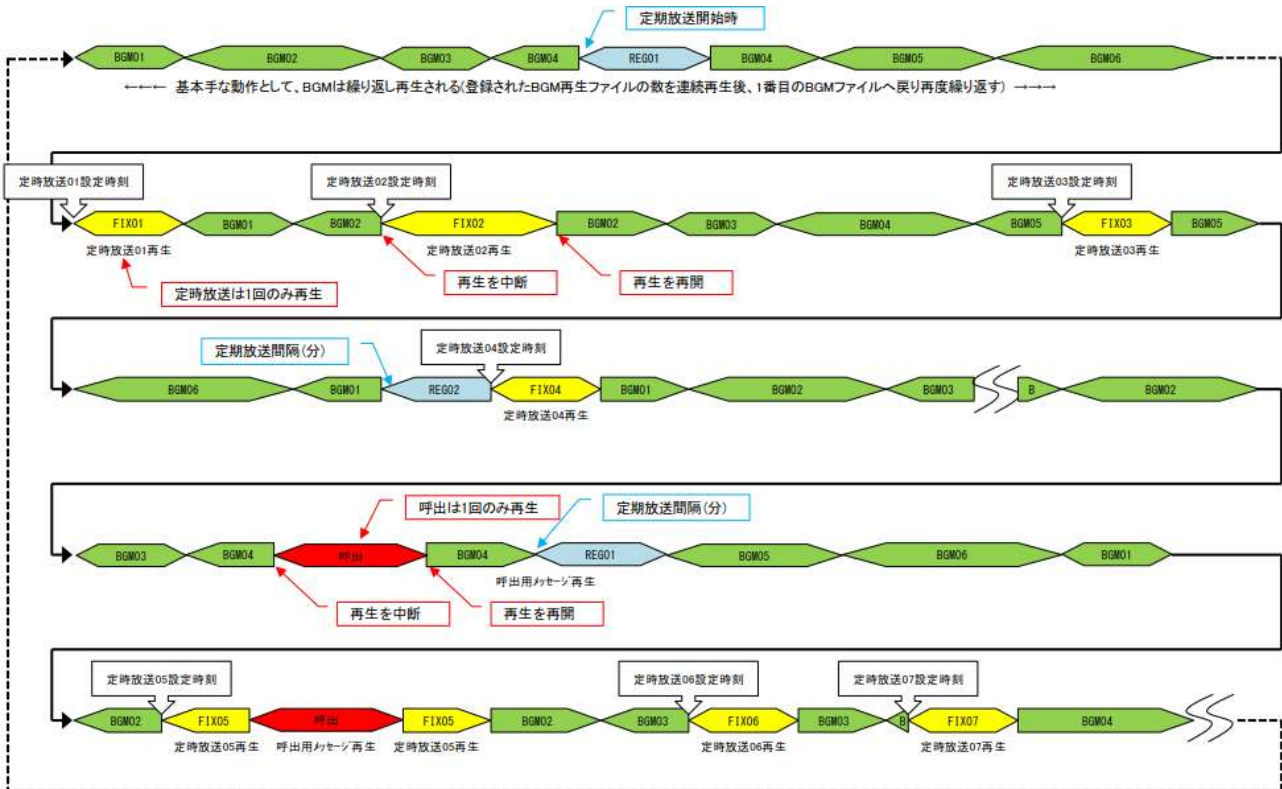 定期放送開始時
BGM01 BGM02 BGM03 BGM04 REG01 BGM04 BGM05 BGM06
←←← 基本手な動作として、BGMは繰り返し再生される(登録されたBGM再生ファイルの数を連続再生後、1番目のBGMファイルへ戻り再度繰り返す) →→→
定時放送01設定時刻 定時放送02設定時刻 定時放送03設定時刻
FIX01 BGM01 BGM02 FIX02 BGM02 BGM03 BGM04 BGM05 FIX03 BGM05
定時放送01再生 定時放送02再生 定時放送03再生
定時放送は1回のみ再生 再生を中断 再生を再開
定期放送間隔(分) 定時放送04設定時刻
BGM06 BGM01 REG02 FIX04 BGM01 BGM02 BGM03 B BGM02
定時放送04再生
呼出は1回のみ再生 定期放送間隔(分)
BGM03 BGM04 呼出 BGM04 REG01 BGM05 BGM06 BGM01
呼出用メッセージ再生
再生を中断 再生を再開
定時放送05設定時刻 定時放送06設定時刻 定時放送07設定時刻
BGM02 FIX05 呼出 FIX05 BGM02 BGM03 FIX06 BGM03 B FIX07 BGM04
定時放送05再生 呼出用メッセージ再生 定時放送05再生 定時放送06再生 定時放送07再生